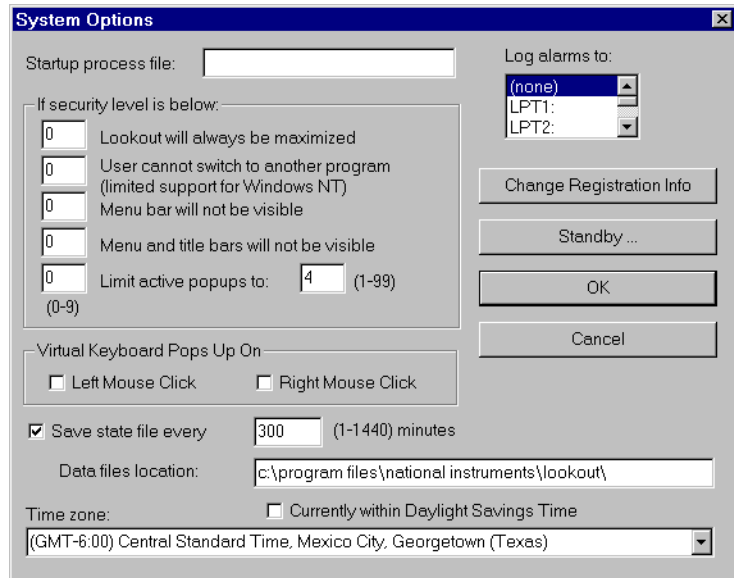 System Options
Startup process file:
Log alarms to:
(none)
LPT1:
LPT2:
If security level is below:
0 Lookout will always be maximized
0 User cannot switch to another program
(limited support for Windows NT)
0 Menu bar will not be visible
0 Menu and title bars will not be visible
0 Limit active popups to: 4 (1-99)
(0-9)
Change Registration Info
Standby ...
OK
Cancel
Virtual Keyboard Pops Up On
Left Mouse Click Right Mouse Click
Save state file every 300 (1-1440) minutes
Data files location: c:\program files\national instruments\lookout\
Currently within Daylight Savings Time
Time zone:
(GMT-6:00) Central Standard Time, Mexico City, Georgetown (Texas)